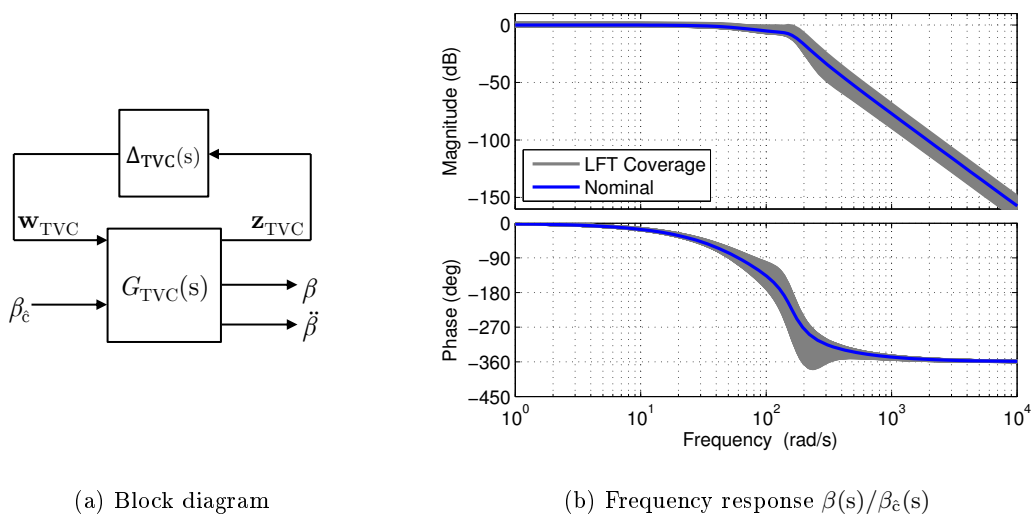 Δ_TVC(s)
w_TVC
z_TVC
G_TVC(s)
β_ĉ
β
β̈
(a) Block diagram
Magnitude (dB)
0
−50
−100
−150
LFT Coverage
Nominal
Phase (deg)
0
−90
−180
−270
−360
−450
10^0
10^1
10^2
10^3
10^4
Frequency (rad/s)
(b) Frequency response β(s)/β_ĉ(s)